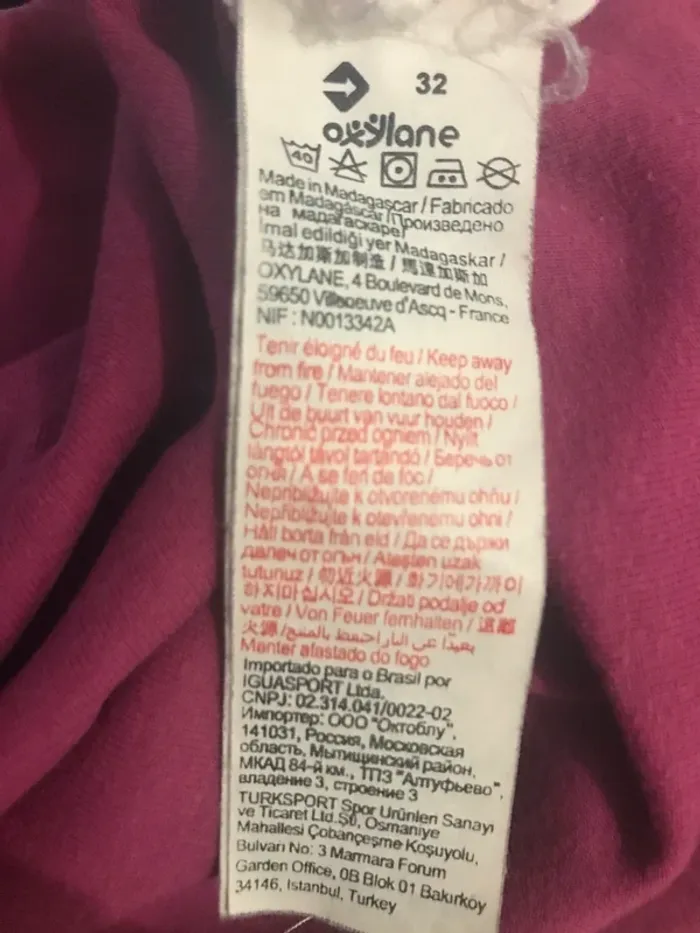 32
oxylane
40
Made in Madagascar / Fabricado
em Madagáscar / Произведено
на мадагаскаре /
Imal edildiği yer Madagaskar /
马达加斯加制造 / 馬達加斯加
OXYLANE, 4 Boulevard de Mons,
59650 Villeneuve d'Ascq - France
NIF : N0013342A
Tenir éloigné du feu / Keep away
from fire / Mantener alejado del
fuego / Tenere lontano dal fuoco /
Uit de buurt van vuur houden /
Chronić przed ogniem / Nyílt
lángtól távol tartandó / Беречь от
огня / A se feri de foc /
Nepribližujte k otvorenému ohňu /
Nepřibližujte k otevřenému ohni /
Håll borta från eld / Да се държи
далеч от огън / Ateşten uzak
tutunuz / 勿近火源 / 화기에가까이
하지마십시오 / Držati podalje od
vatre / Von Feuer fernhalten / 遠離
火源 / بعيدًا عن النار احتفظ بالمنتج
Manter afastado do fogo
Importado para o Brasil por
IGUASPORT Ltda.
CNPJ: 02.314.041/0022-02
Импортер: ООО "Октоблу",
141031, Россия, Московская
область, Мытищинский район,
МКАД 84-й км., ТПЗ "Алтуфьево",
владение 3, строение 3
TURKSPORT Spor Urünleri Sanayi
ve Ticaret Ltd.Şti, Osmaniye
Mahallesi Çobançeşme Koşuyolu,
Bulvarı No: 3 Marmara Forum
Garden Office, 0B Blok 01 Bakırköy
34146, Istanbul, Turkey